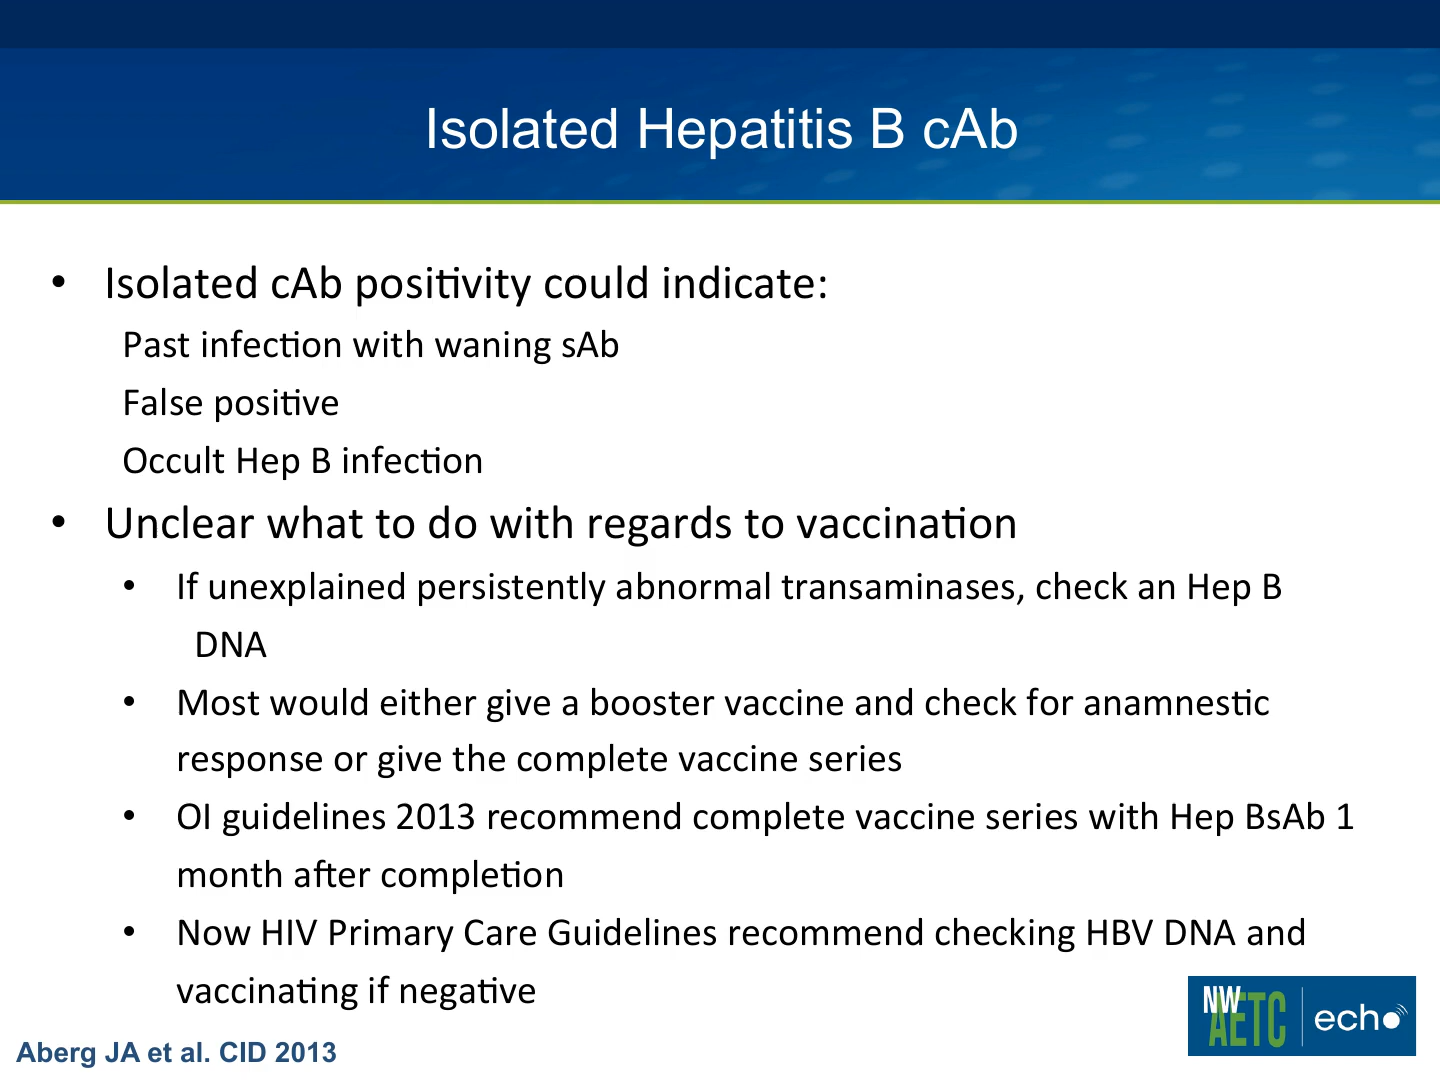 Isolated Hepatitis B cAb
• Isolated cAb positivity could indicate:
Past infection with waning sAb
False positive
Occult Hep B infection
• Unclear what to do with regards to vaccination
• If unexplained persistently abnormal transaminases, check an Hep B
DNA
• Most would either give a booster vaccine and check for anamnestic
response or give the complete vaccine series
• OI guidelines 2013 recommend complete vaccine series with Hep BsAb 1
month after completion
• Now HIV Primary Care Guidelines recommend checking HBV DNA and
vaccinating if negative
NW
AETC
echo
Aberg JA et al. CID 2013